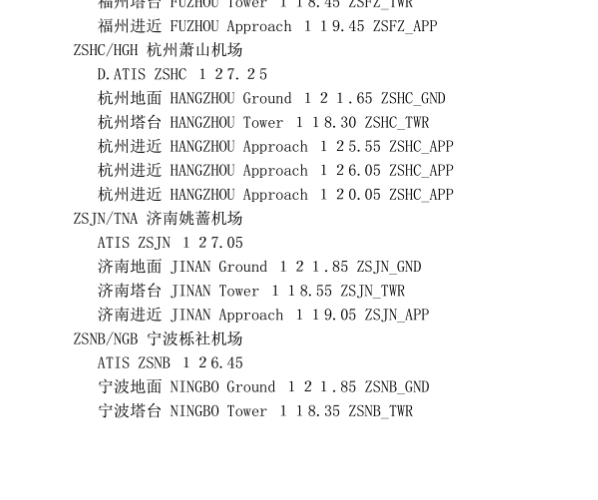 福州塔台 FUZHOU Tower 118.45 ZSFZ_TWR
福州进近 FUZHOU Approach 119.45 ZSFZ_APP
ZSHC/HGH 杭州萧山机场
D.ATIS ZSHC 127.25
杭州地面 HANGZHOU Ground 121.65 ZSHC_GND
杭州塔台 HANGZHOU Tower 118.30 ZSHC_TWR
杭州进近 HANGZHOU Approach 125.55 ZSHC_APP
杭州进近 HANGZHOU Approach 126.05 ZSHC_APP
杭州进近 HANGZHOU Approach 120.05 ZSHC_APP
ZSJN/TNA 济南姚蔷机场
ATIS ZSJN 127.05
济南地面 JINAN Ground 121.85 ZSJN_GND
济南塔台 JINAN Tower 118.55 ZSJN_TWR
济南进近 JINAN Approach 119.05 ZSJN_APP
ZSNB/NGB 宁波栎社机场
ATIS ZSNB 126.45
宁波地面 NINGBO Ground 121.85 ZSNB_GND
宁波塔台 NINGBO Tower 118.35 ZSNB_TWR